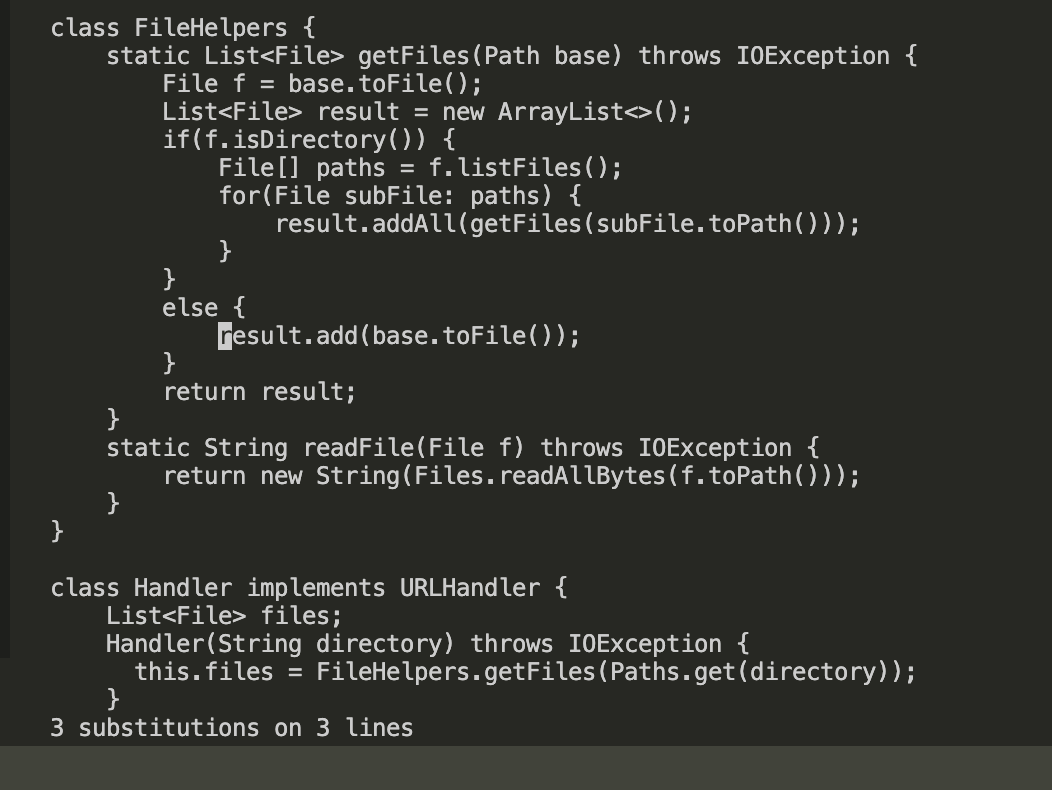 class FileHelpers {
    static List<File> getFiles(Path base) throws IOException {
        File f = base.toFile();
        List<File> result = new ArrayList<>();
        if(f.isDirectory()) {
            File[] paths = f.listFiles();
            for(File subFile: paths) {
                result.addAll(getFiles(subFile.toPath()));
            }
        }
        else {
            result.add(base.toFile());
        }
        return result;
    }
    static String readFile(File f) throws IOException {
        return new String(Files.readAllBytes(f.toPath()));
    }
}

class Handler implements URLHandler {
    List<File> files;
    Handler(String directory) throws IOException {
      this.files = FileHelpers.getFiles(Paths.get(directory));
    }
3 substitutions on 3 lines